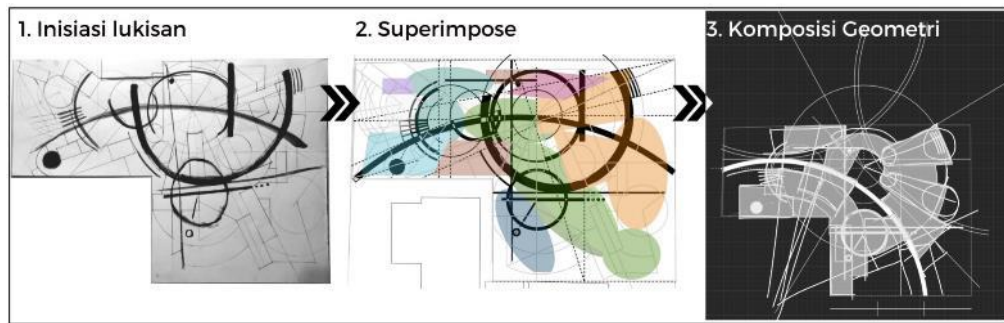 1. Inisiasi lukisan
2. Superimpose
3. Komposisi Geometri